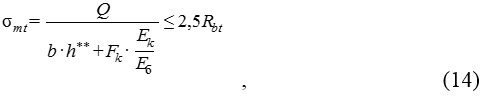 σ_mt = Q / (b·h** + F_k · E_k / E_б) ≤ 2,5R_bt , (14)